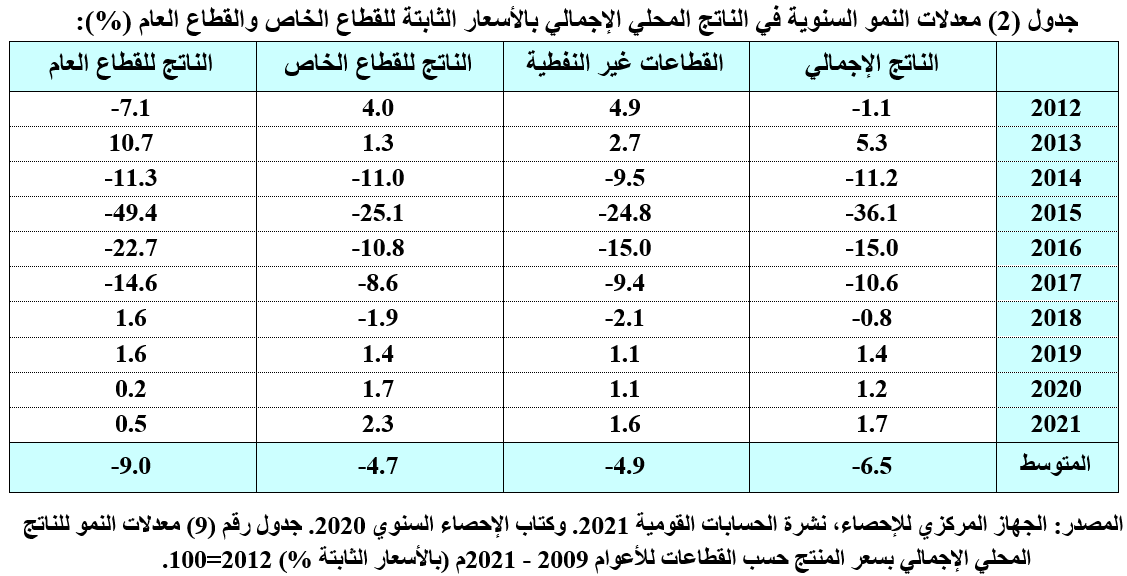 جدول (2) معدلات النمو السنوية في الناتج المحلي الإجمالي بالأسعار الثابتة للقطاع الخاص والقطاع العام (%):
الناتج الإجمالي القطاعات غير النفطية الناتج للقطاع الخاص الناتج للقطاع العام
2012 -1.1 4.9 4.0 -7.1
2013 5.3 2.7 1.3 10.7
2014 -11.2 -9.5 -11.0 -11.3
2015 -36.1 -24.8 -25.1 -49.4
2016 -15.0 -15.0 -10.8 -22.7
2017 -10.6 -9.4 -8.6 -14.6
2018 -0.8 -2.1 -1.9 1.6
2019 1.4 1.1 1.4 1.6
2020 1.2 1.1 1.7 0.2
2021 1.7 1.6 2.3 0.5
المتوسط -6.5 -4.9 -4.7 -9.0
المصدر: الجهاز المركزي للإحصاء، نشرة الحسابات القومية 2021. وكتاب الإحصاء السنوي 2020. جدول رقم (9) معدلات النمو للناتج
المحلي الإجمالي بسعر المنتج حسب القطاعات للأعوام 2009 - 2021م (بالأسعار الثابتة %) 2012=100.